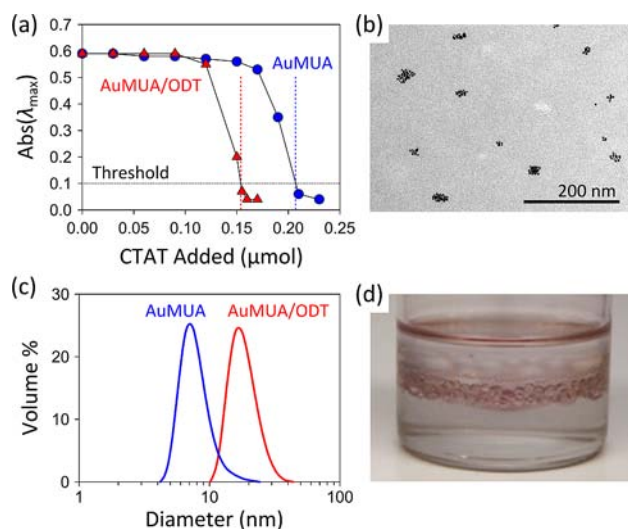 (a)
0.7
0.6
0.5
0.4
0.3
0.2
0.1
0.0
Abs(λmax)
AuMUA
AuMUA/ODT
Threshold
0.00 0.05 0.10 0.15 0.20 0.25
CTAT Added (μmol)
(b)
200 nm
(c)
30
20
10
0
Volume %
AuMUA AuMUA/ODT
1 10 100
Diameter (nm)
(d)